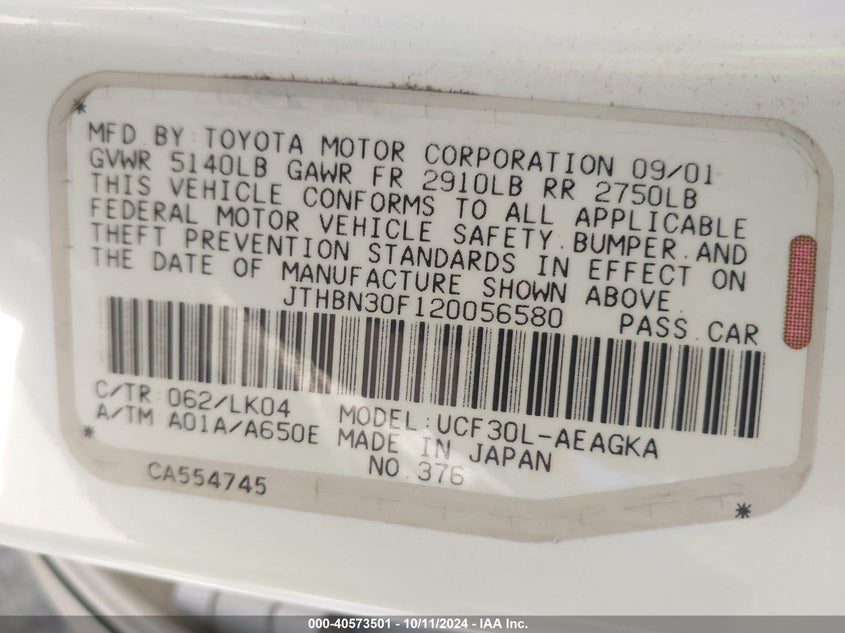 MFD.BY TOYOTA MOTOR CORPORATION 09/01
GVWR 5140LB GAWR FR 2910LB RR 2750LB
THIS VEHICLE CONFORMS TO ALL APPLICABLE
FEDERAL MOTOR VEHICLE SAFETY.BUMPER.AND
THEFT PREVENTION STANDARDS IN EFFECT ON
THE DATE OF MANUFACTURE SHOWN ABOVE.
JTHBN30F120056580 PASS.CAR
C/TR:062/LK04 MODEL:UCF30L-AEAGKA
A/TM A01A/A650E MADE IN JAPAN
NO.376
CA554745
000-40573501 - 10/11/2024 - IAA Inc.